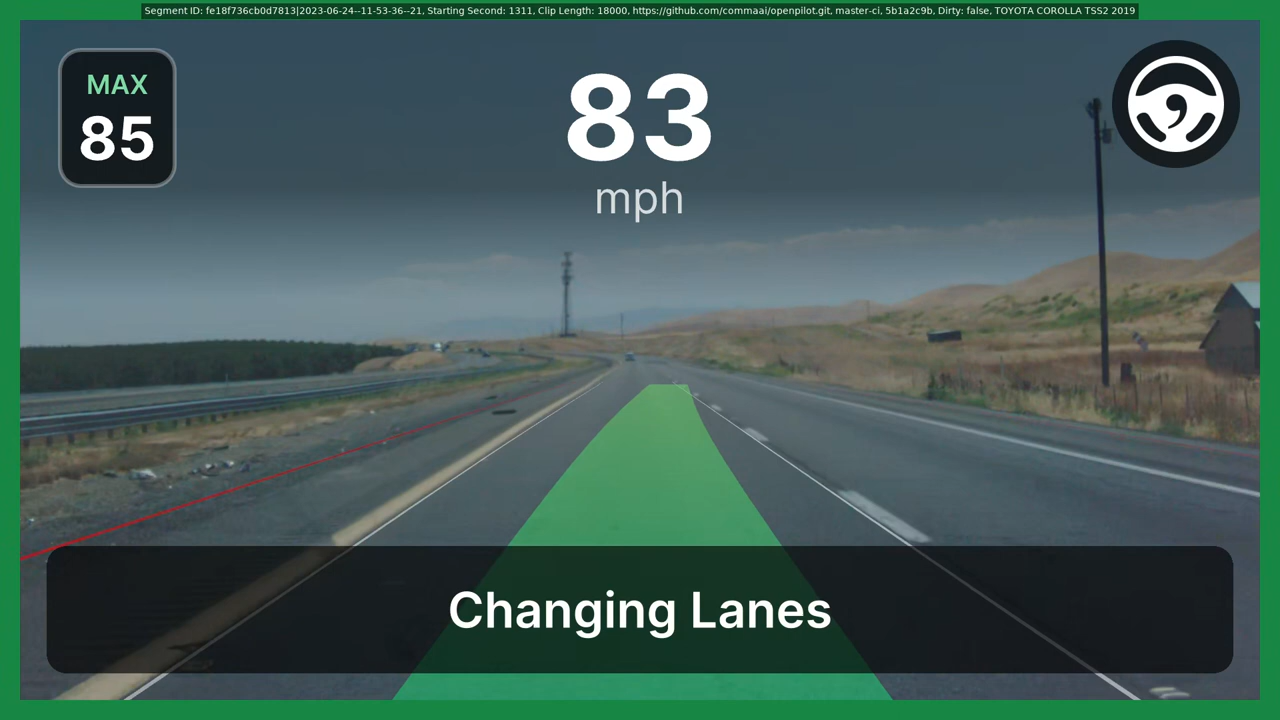 Segment ID: fe18f736cb0d7813|2023-06-24--11-53-36--21, Starting Second: 1311, Clip Length: 18000, https://github.com/commaai/openpilot.git, master-ci, 5b1a2c9b, Dirty: false, TOYOTA COROLLA TSS2 2019
MAX
85
83
mph
Changing Lanes